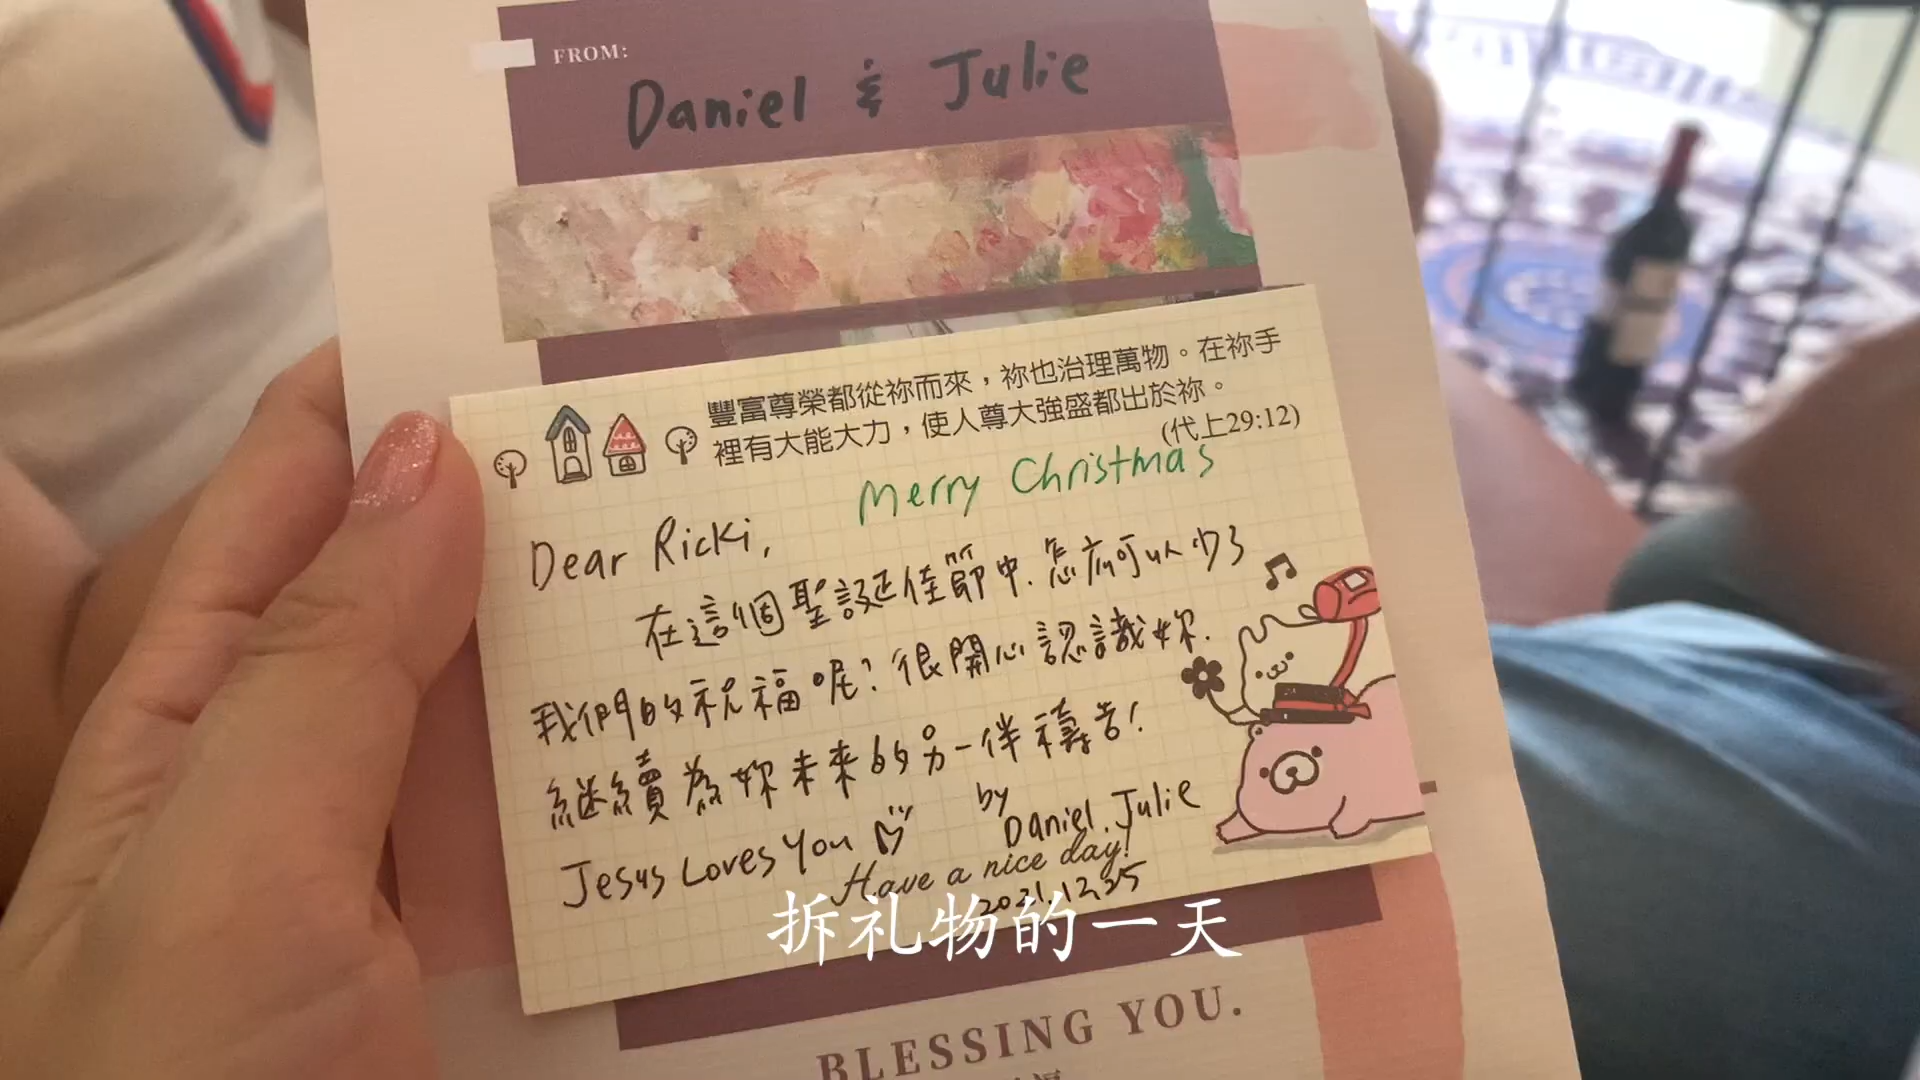 FROM:
Daniel & Julie
豐富尊榮都從祢而來，祢也治理萬物。在祢手
裡有大能大力，使人尊大強盛都出於祢。
(代上29:12)
Merry Christmas
Dear Ricki,
在這個聖誕佳節中. 怎麼可以少了
我們的祝福呢? 很開心認識妳.
繼續為妳未來的另一伴禱告!
Jesus Loves You
by
Daniel. Julie
Have a nice day!
2021.12.25
拆礼物的一天
BLESSING YOU.